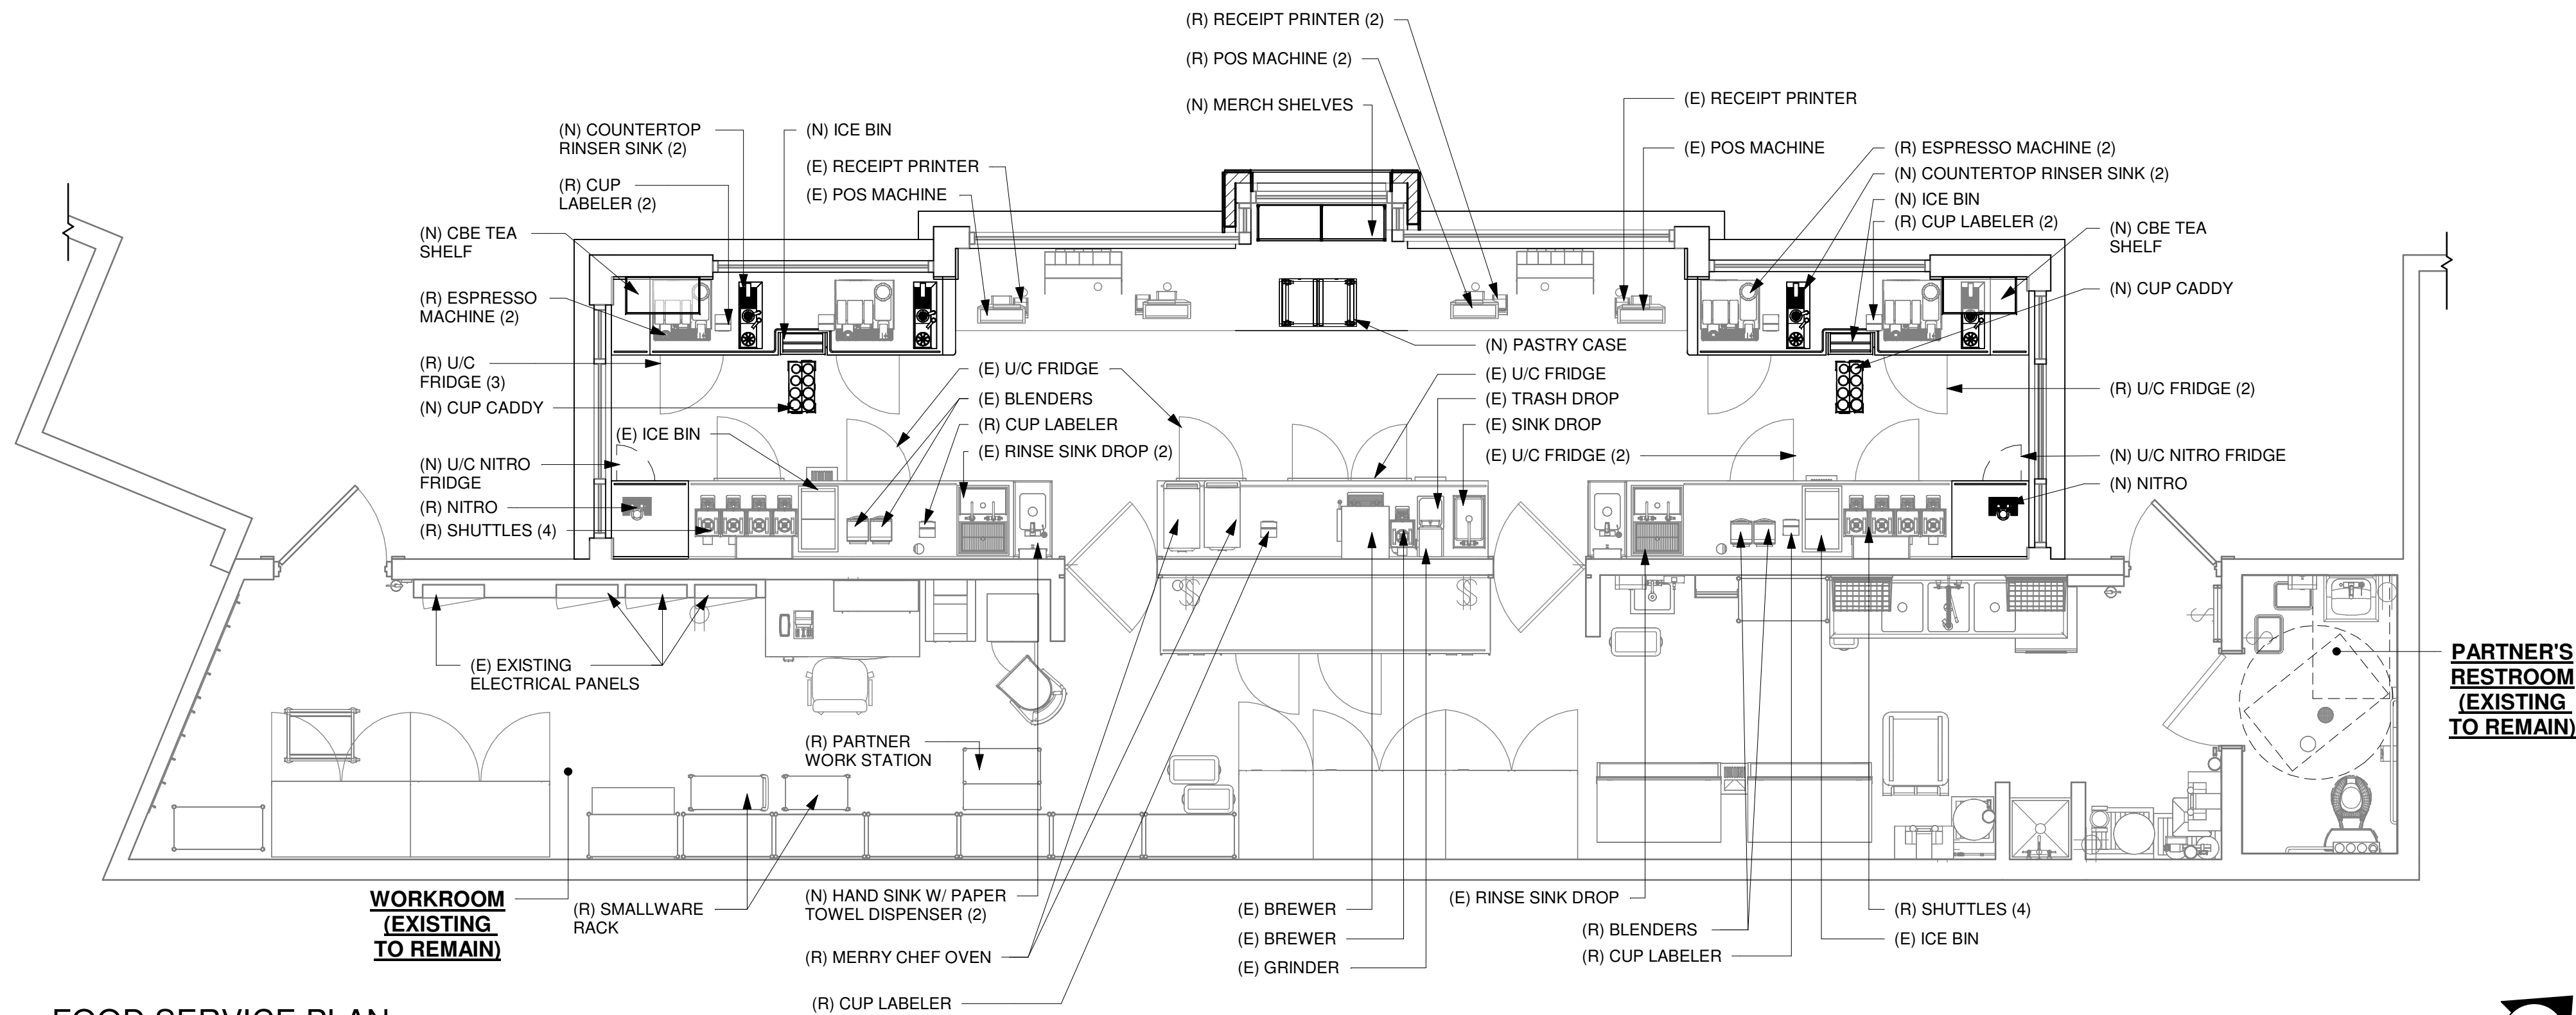 (R) RECEIPT PRINTER (2)
(R) POS MACHINE (2)
(N) MERCH SHELVES
(E) RECEIPT PRINTER
(E) POS MACHINE
(N) COUNTERTOP
RINSER SINK (2)
(N) ICE BIN
(E) RECEIPT PRINTER
(E) POS MACHINE
(R) CUP
LABELER (2)
(N) CBE TEA
SHELF
(R) ESPRESSO
MACHINE (2)
(R) U/C
FRIDGE (3)
(N) CUP CADDY
(E) ICE BIN
(N) U/C NITRO
FRIDGE
(R) NITRO
(R) SHUTTLES (4)
(E) U/C FRIDGE
(E) BLENDERS
(R) CUP LABELER
(E) RINSE SINK DROP (2)
(N) PASTRY CASE
(E) U/C FRIDGE
(E) TRASH DROP
(E) SINK DROP
(E) U/C FRIDGE (2)
(R) ESPRESSO MACHINE (2)
(N) COUNTERTOP RINSER SINK (2)
(N) ICE BIN
(R) CUP LABELER (2)
(N) CBE TEA
SHELF
(N) CUP CADDY
(R) U/C FRIDGE (2)
(N) U/C NITRO FRIDGE
(N) NITRO
(E) EXISTING
ELECTRICAL PANELS
(R) PARTNER
WORK STATION
PARTNER'S
RESTROOM
(EXISTING
TO REMAIN)
WORKROOM
(EXISTING
TO REMAIN)
(R) SMALLWARE
RACK
(N) HAND SINK W/ PAPER
TOWEL DISPENSER (2)
(R) MERRY CHEF OVEN
(R) CUP LABELER
(E) BREWER
(E) BREWER
(E) GRINDER
(E) RINSE SINK DROP
(R) BLENDERS
(R) CUP LABELER
(R) SHUTTLES (4)
(E) ICE BIN
FOOD SERVICE PLAN